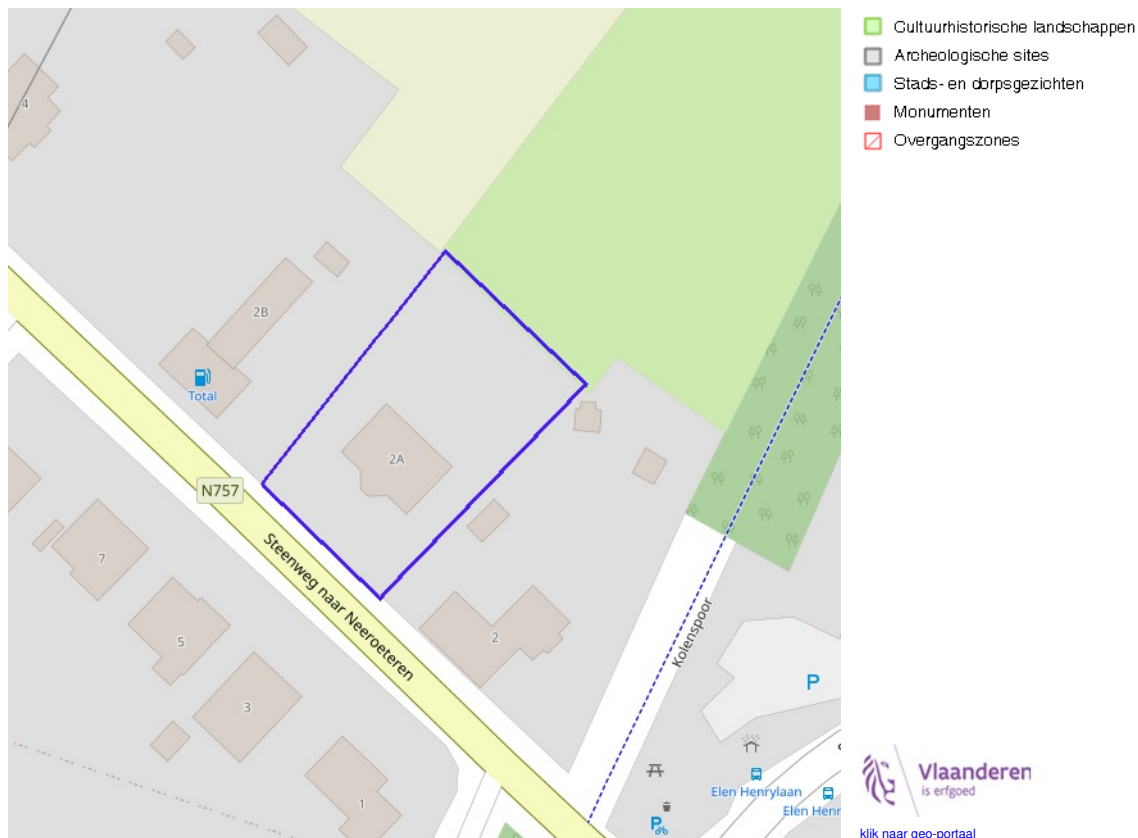 Cultuurhistorische landschappen
Archeologische sites
Stads- en dorpsgezichten
Monumenten
Overgangszones
4
2B
Total
2A
N757
7
Steenweg naar Neeroeteren
5
2
Kolenspoor
3
P
1
Elen Henrylaan
Elen Henr
P
Vlaanderen
is erfgoed
klik naar geo-portaal